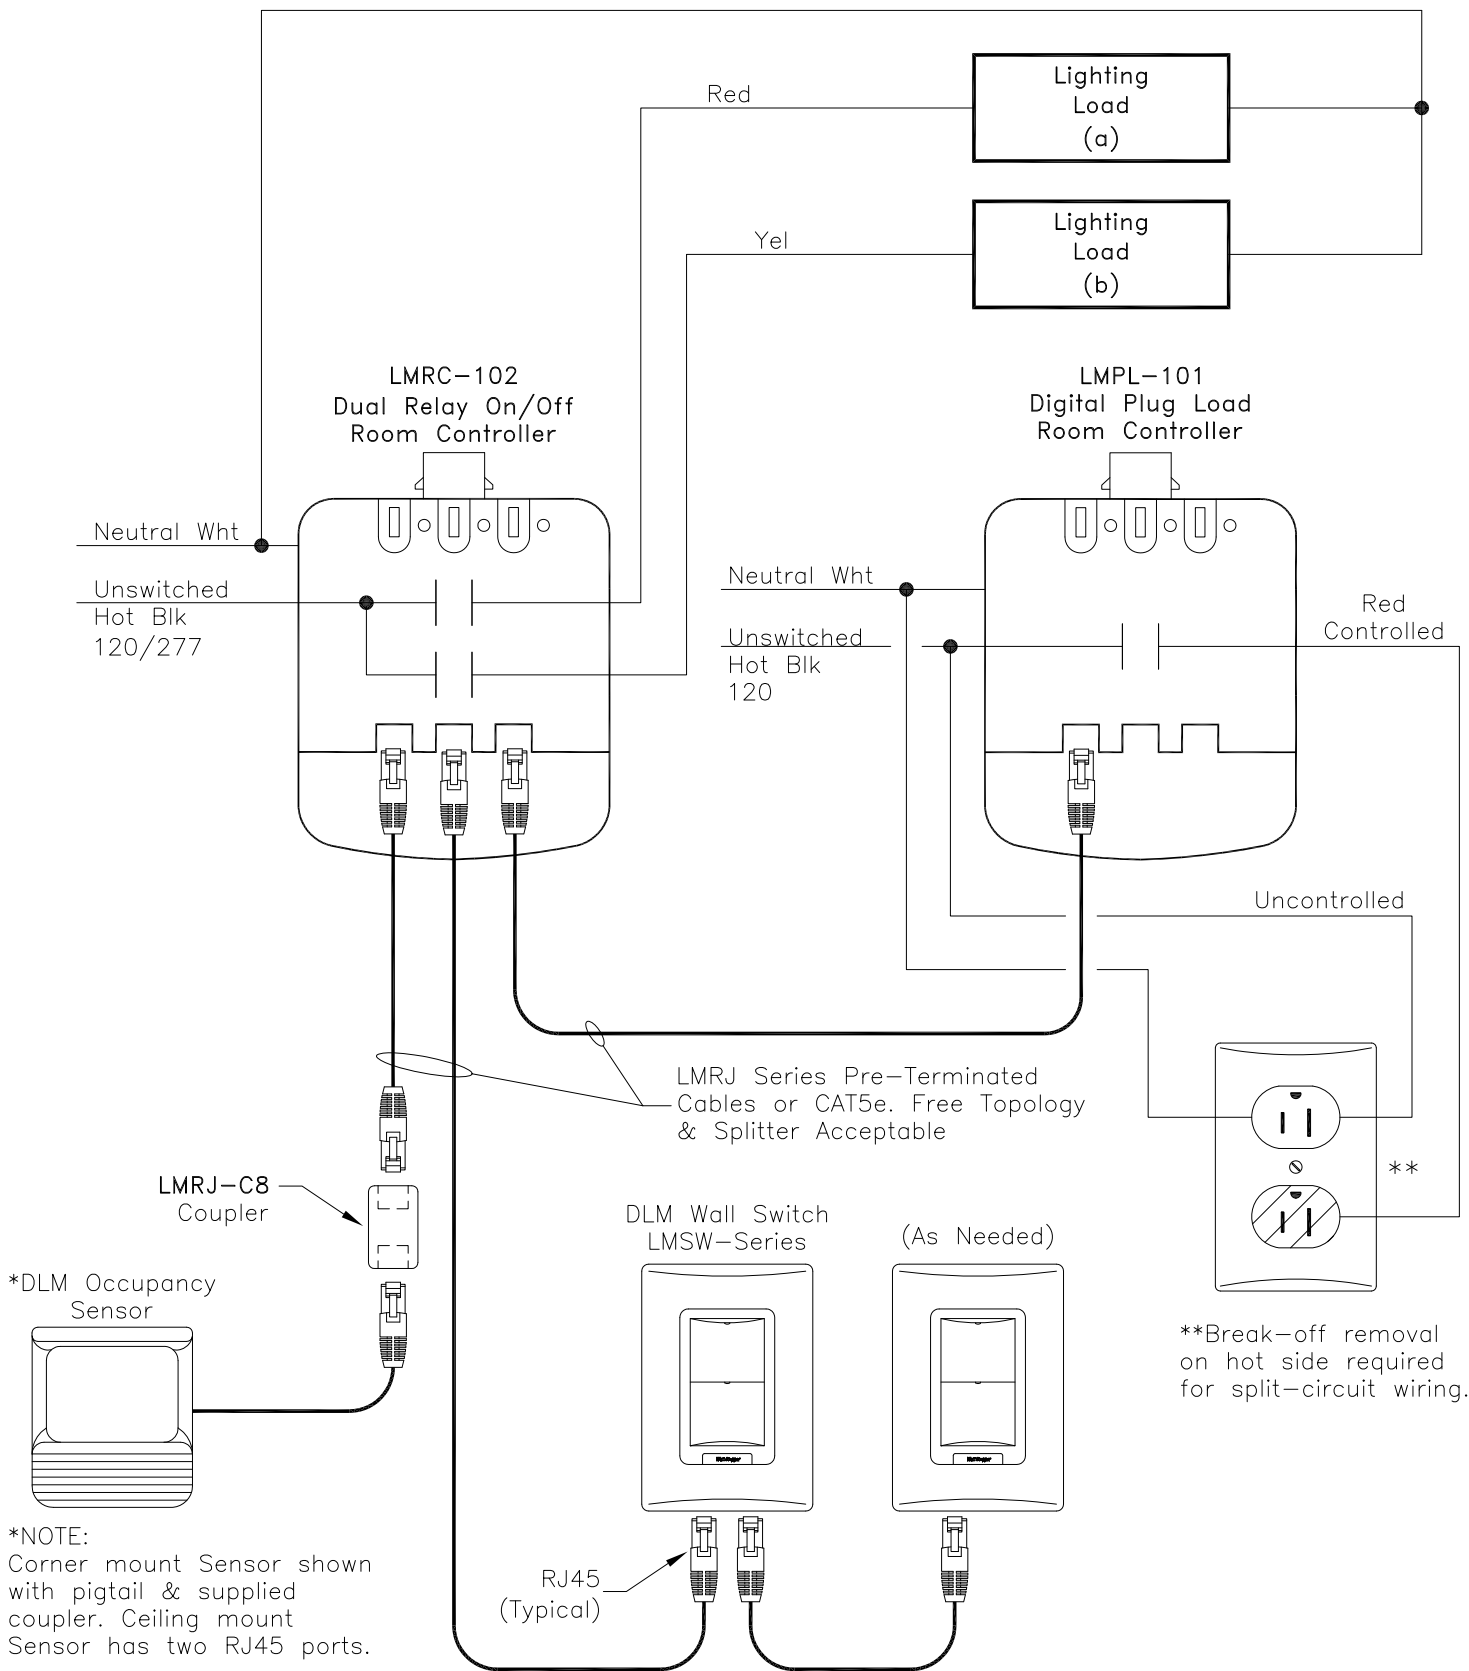 Red
Lighting
Load
(a)
Yel
Lighting
Load
(b)
LMRC-102
Dual Relay On/Off
Room Controller
LMPL-101
Digital Plug Load
Room Controller
Neutral Wht
Unswitched
Hot Blk
120/277
Neutral Wht
Unswitched
Hot Blk
120
Red
Controlled
Uncontrolled
LMRJ Series Pre-Terminated
Cables or CAT5e. Free Topology
& Splitter Acceptable
LMRJ-C8
Coupler
**
DLM Wall Switch
LMSW-Series
(As Needed)
*DLM Occupancy
Sensor
**Break-off removal
on hot side required
for split-circuit wiring.
*NOTE:
Corner mount Sensor shown
with pigtail & supplied
coupler. Ceiling mount
Sensor has two RJ45 ports.
RJ45
(Typical)